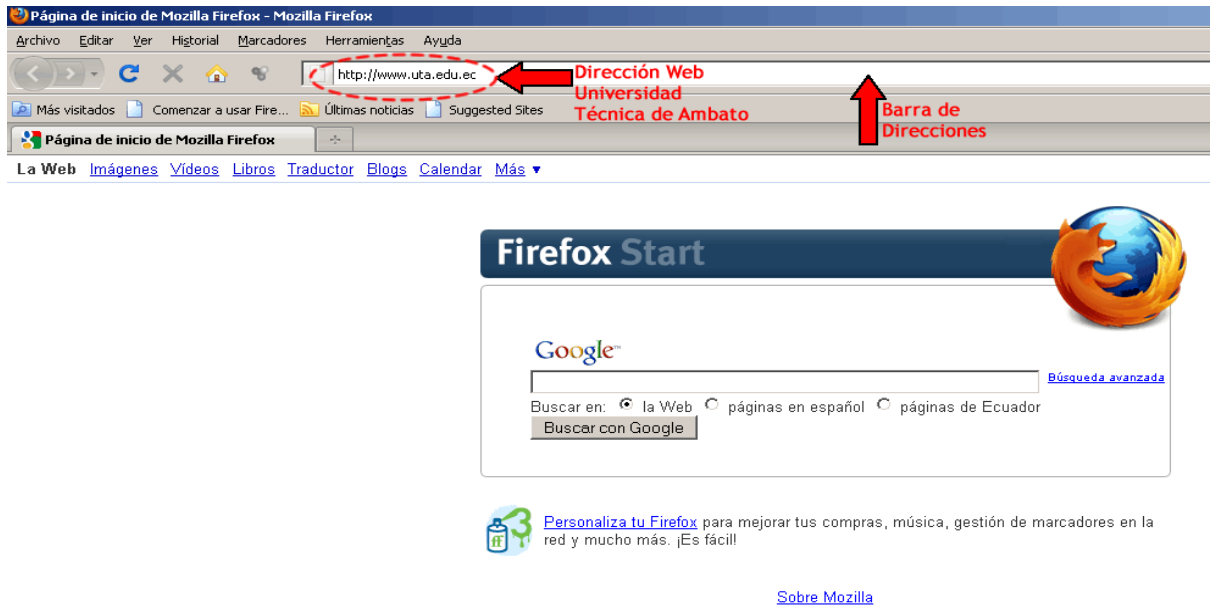 Página de inicio de Mozilla Firefox - Mozilla Firefox
Archivo Editar Ver Historial Marcadores Herramientas Ayuda
http://www.uta.edu.ec
Dirección Web
Universidad
Técnica de Ambato
Barra de
Direcciones
Más visitados Comenzar a usar Fire... Últimas noticias Suggested Sites
Página de inicio de Mozilla Firefox
La Web Imágenes Vídeos Libros Traductor Blogs Calendar Más ▼
Firefox Start
Google™
Búsqueda avanzada
Buscar en: la Web páginas en español páginas de Ecuador
Buscar con Google
Personaliza tu Firefox para mejorar tus compras, música, gestión de marcadores en la
red y mucho más. ¡Es fácil!
ff
Sobre Mozilla